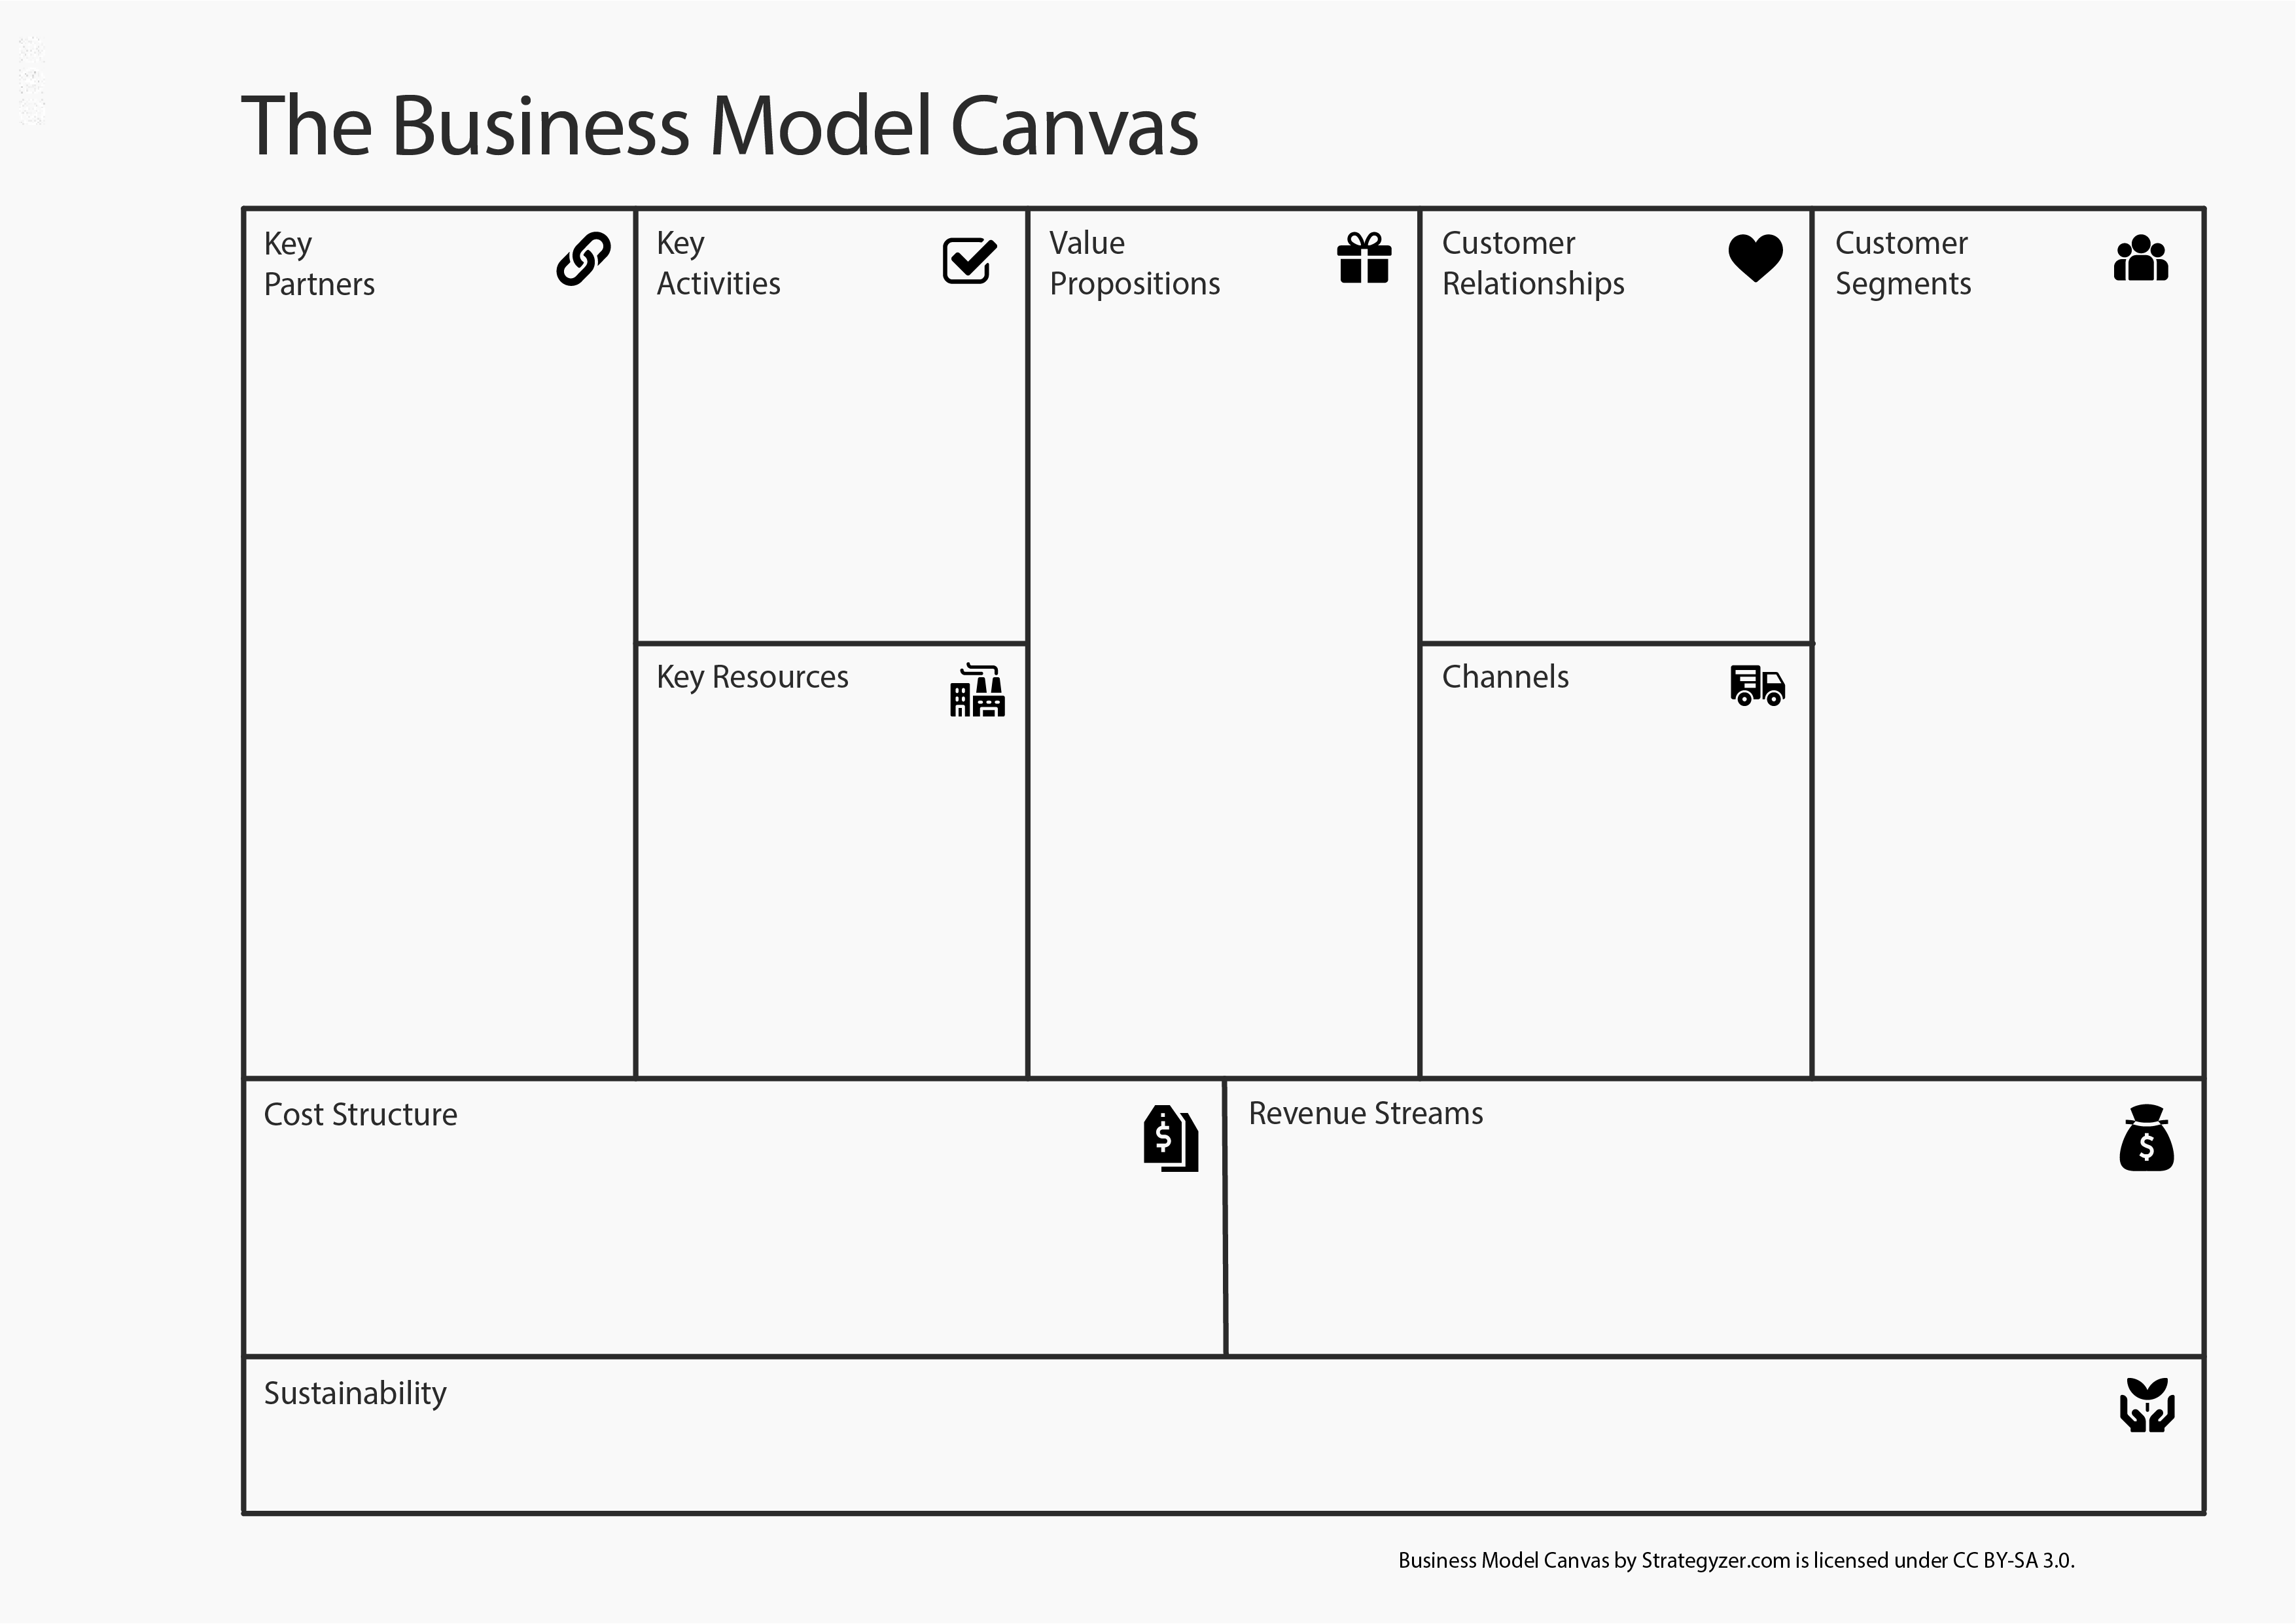 The Business Model Canvas
Key
Partners
Key
Activities
Value
Propositions
Customer
Relationships
Customer
Segments
Key Resources
Channels
Cost Structure
$
Revenue Streams
$
Sustainability
Business Model Canvas by Strategyzer.com is licensed under CC BY-SA 3.0.